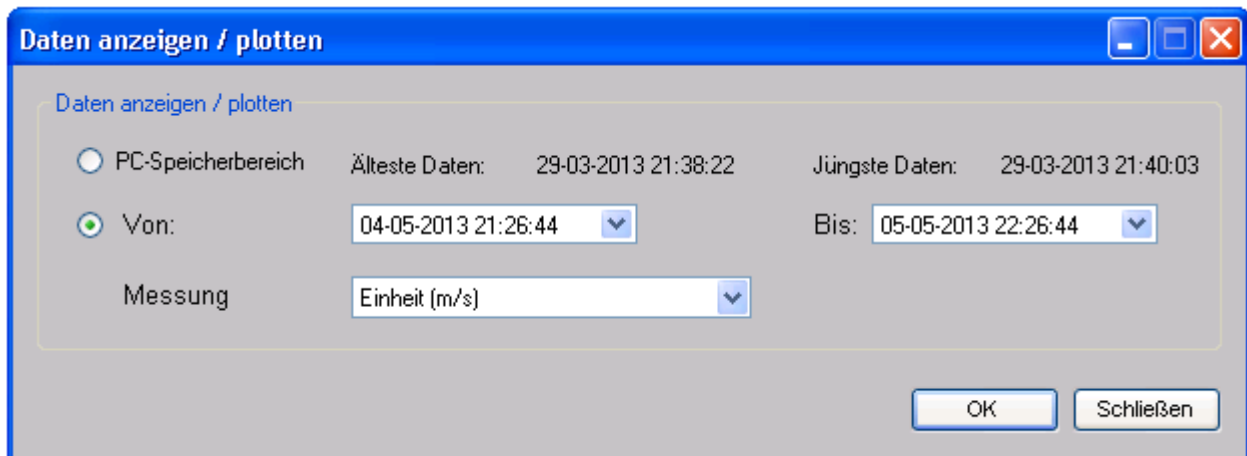 Daten anzeigen / plotten
Daten anzeigen / plotten
PC-Speicherbereich Älteste Daten: 29-03-2013 21:38:22 Jüngste Daten: 29-03-2013 21:40:03
Von: 04-05-2013 21:26:44 Bis: 05-05-2013 22:26:44
Messung Einheit (m/s)
OK Schließen